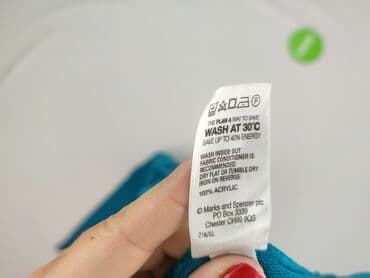 THE PLAN A WAY TO SAVE
WASH AT 30°C
SAVE UP TO 40% ENERGY
WASH INSIDE OUT
FABRIC CONDITIONER IS
RECOMMENDED
DRY FLAT OR TUMBLE DRY
IRON ON REVERSE
100% ACRYLIC
© Marks and Spencer plc
PO Box 3339
Chester CH99 9QS